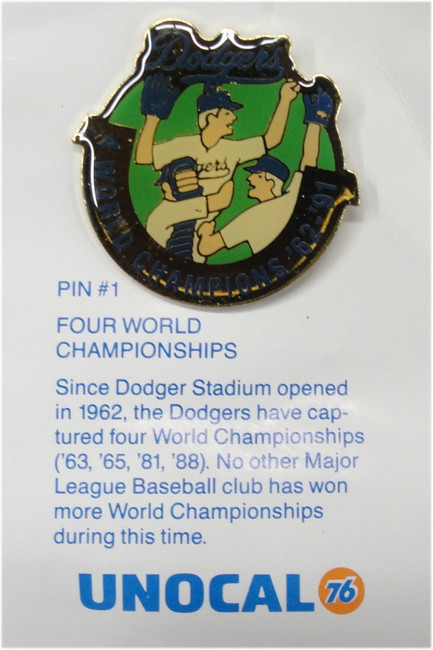 Dodgers
gers
4 WORLD CHAMPIONS '62-'91
PIN #1
FOUR WORLD
CHAMPIONSHIPS
Since Dodger Stadium opened
in 1962, the Dodgers have cap-
tured four World Championships
('63, '65, '81, '88). No other Major
League Baseball club has won
more World Championships
during this time.
UNOCAL 76